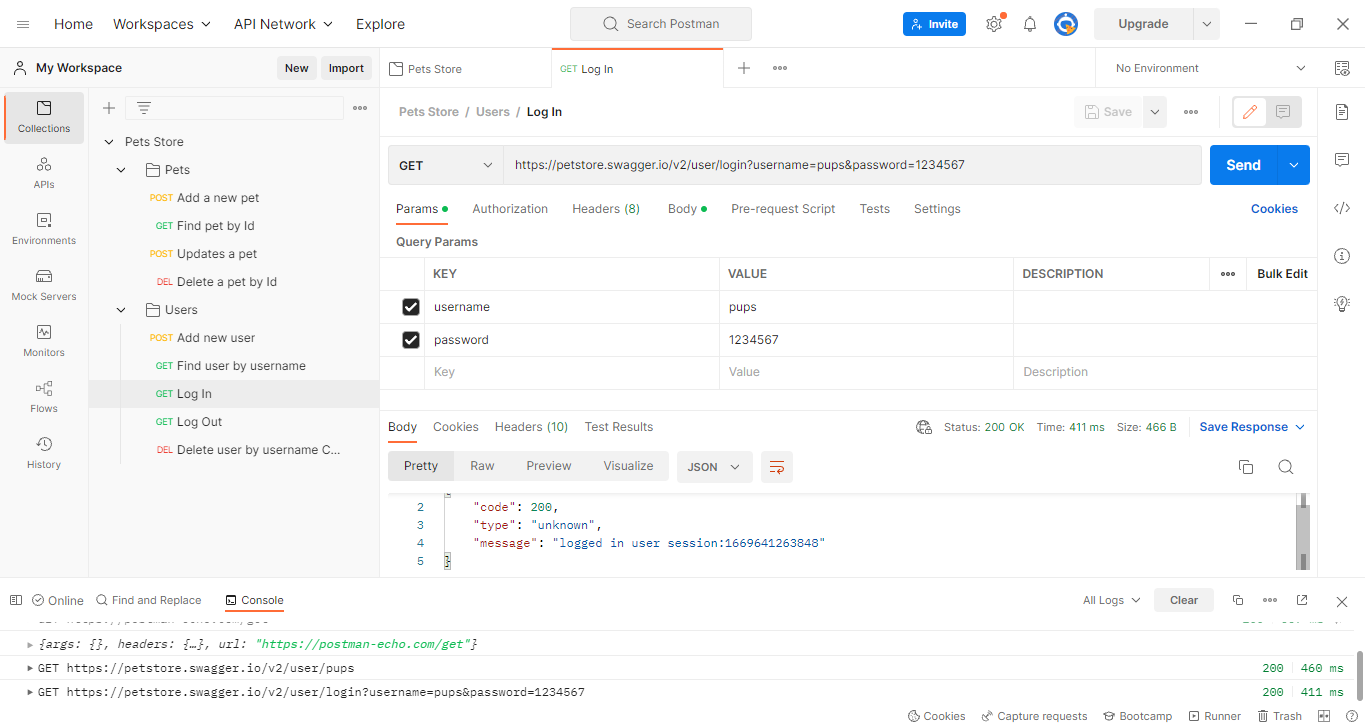 Home Workspaces API Network Explore Search Postman Invite Upgrade
My Workspace New Import Pets Store GET Log In No Environment
Collections
APIs
Environments
Mock Servers
Monitors
Flows
History
Pets Store
Pets
POST Add a new pet
GET Find pet by Id
POST Updates a pet
DEL Delete a pet by Id
Users
POST Add new user
GET Find user by username
GET Log In
GET Log Out
DEL Delete user by username C...
Pets Store / Users / Log In Save
GET https://petstore.swagger.io/v2/user/login?username=pups&password=1234567 Send
Params Authorization Headers (8) Body Pre-request Script Tests Settings Cookies
Query Params
KEY VALUE DESCRIPTION Bulk Edit
username pups
password 1234567
Key Value Description
Body Cookies Headers (10) Test Results Status: 200 OK Time: 411 ms Size: 466 B Save Response
Pretty Raw Preview Visualize JSON
2 "code": 200,
3 "type": "unknown",
4 "message": "logged in user session:1669641263848"
5 }
Online Find and Replace Console All Logs Clear
{args: {}, headers: {…}, url: "https://postman-echo.com/get"}
GET https://petstore.swagger.io/v2/user/pups 200 460 ms
GET https://petstore.swagger.io/v2/user/login?username=pups&password=1234567 200 411 ms
Cookies Capture requests Bootcamp Runner Trash